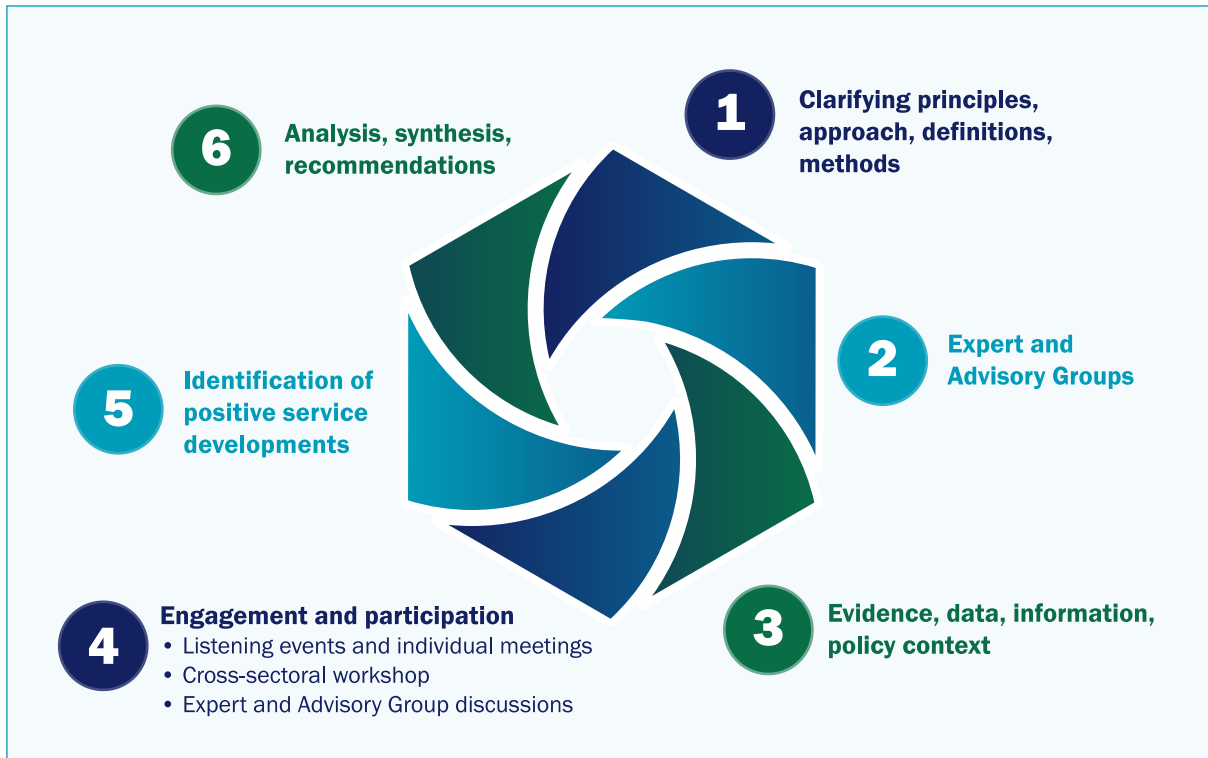 1
Clarifying principles,
approach, definitions,
methods
2
Expert and
Advisory Groups
3
Evidence, data, information,
policy context
4
Engagement and participation
• Listening events and individual meetings
• Cross-sectoral workshop
• Expert and Advisory Group discussions
5
Identification of
positive service
developments
6
Analysis, synthesis,
recommendations